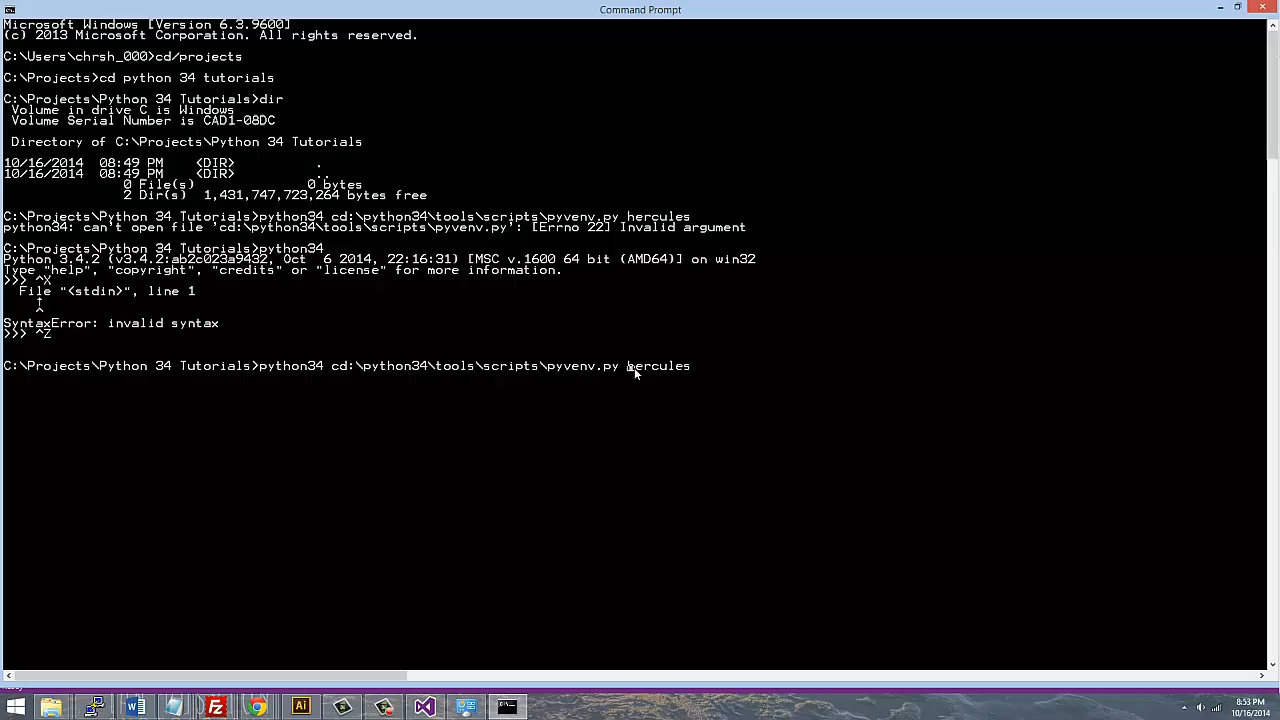 Command Prompt
Microsoft Windows [Version 6.3.9600]
(c) 2013 Microsoft Corporation. All rights reserved.
C:\Users\chrsh_000>cd/projects
C:\Projects>cd python 34 tutorials
C:\Projects\Python 34 Tutorials>dir
Volume in drive C is Windows
Volume Serial Number is CAD1-08DC
Directory of C:\Projects\Python 34 Tutorials
10/16/2014  08:49 PM    <DIR>          .
10/16/2014  08:49 PM    <DIR>          ..
0 File(s)              0 bytes
2 Dir(s)  1,431,747,723,264 bytes free
C:\Projects\Python 34 Tutorials>python34 cd:\python34\tools\scripts\pyvenv.py hercules
python34: can't open file 'cd:\python34\tools\scripts\pyvenv.py': [Errno 22] Invalid argument
C:\Projects\Python 34 Tutorials>python34
Python 3.4.2 (v3.4.2:ab2c023a9432, Oct  6 2014, 22:16:31) [MSC v.1600 64 bit (AMD64)] on win32
Type "help", "copyright", "credits" or "license" for more information.
>>> ^X
File "<stdin>", line 1
↑
^
SyntaxError: invalid syntax
>>> ^Z
C:\Projects\Python 34 Tutorials>python34 cd:\python34\tools\scripts\pyvenv.py hercules
Fz
Ai
8:53 PM
10/16/2014